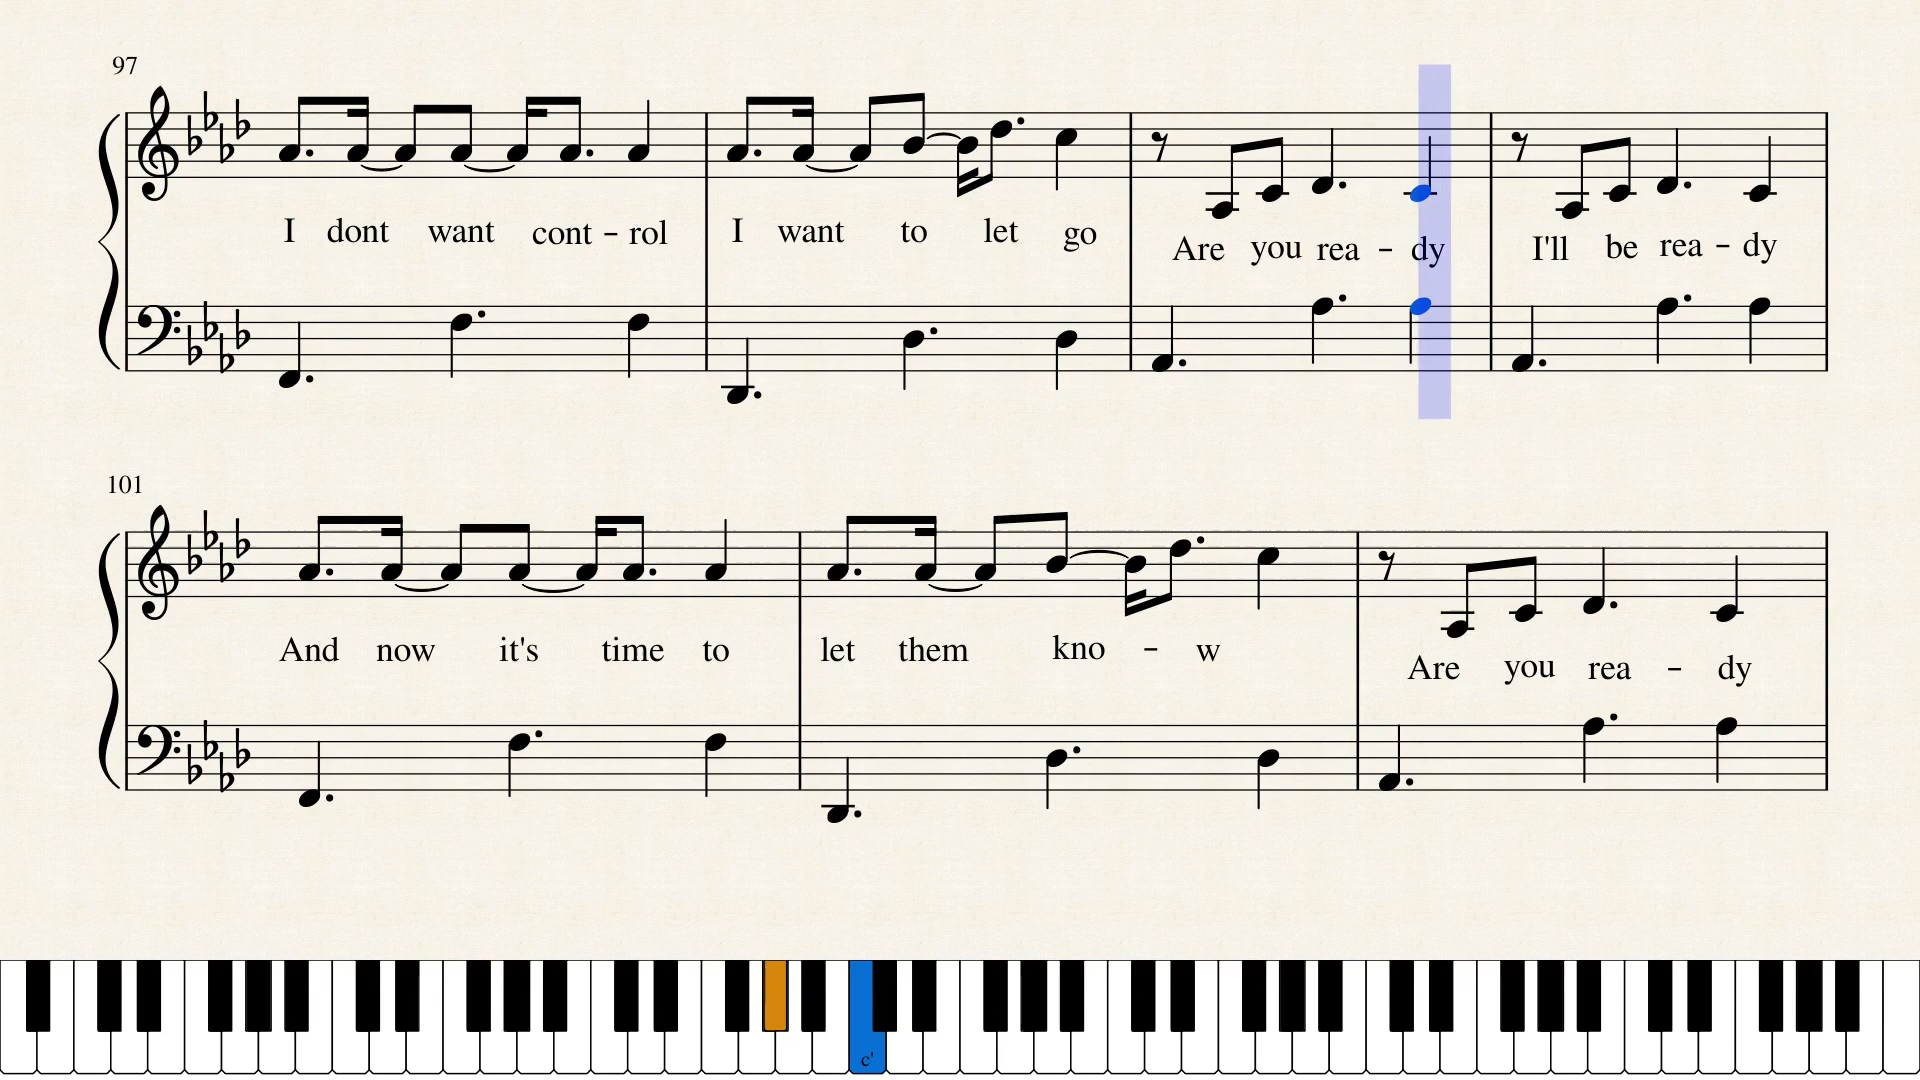 97
I dont want cont - rol I want to let go Are you rea - dy I'll be rea - dy
101
And now it's time to let them kno - w Are you rea - dy
c'